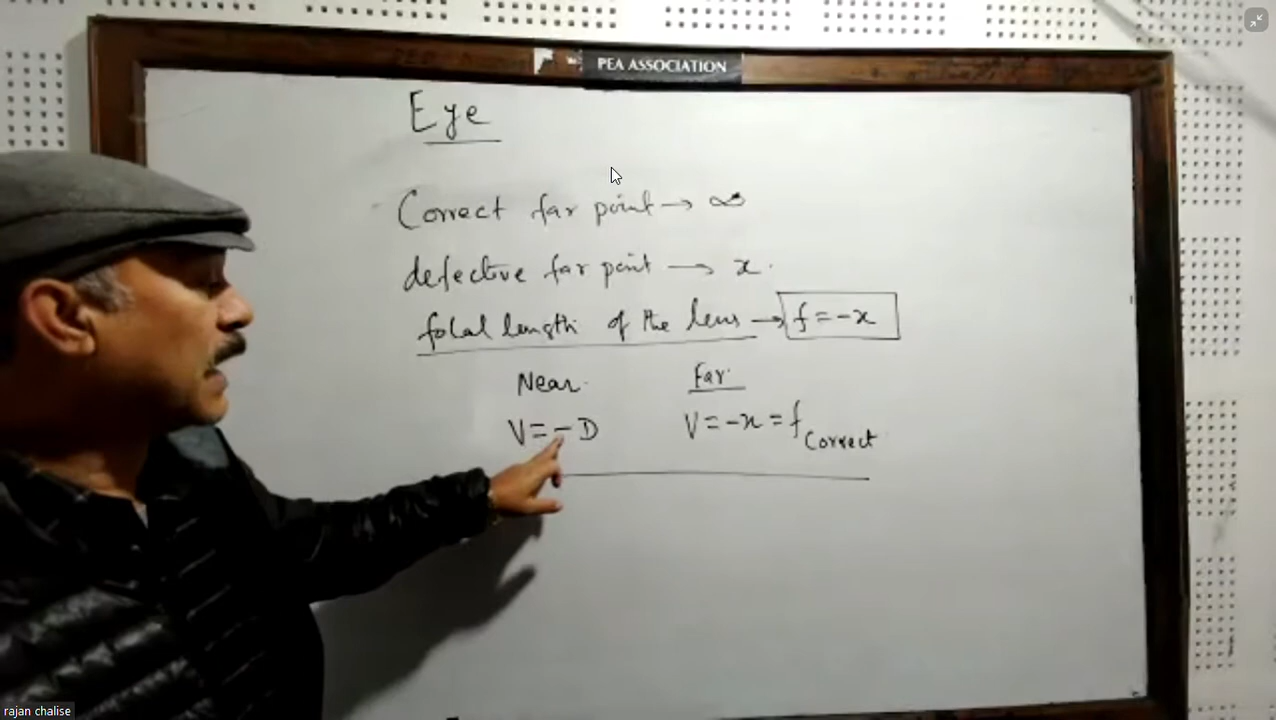 PEA ASSOCIATION
Eye
Correct far point → ∞
defective far point → x.
focal length of the lens → f = -x
Near. Far.
V = - D V = -x = f Correct
rajan chalise